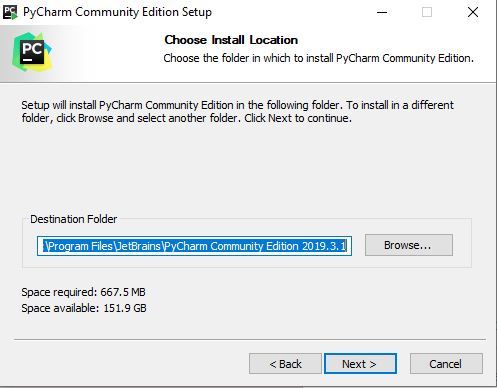 PyCharm Community Edition Setup
PC
Choose Install Location
Choose the folder in which to install PyCharm Community Edition.
Setup will install PyCharm Community Edition in the following folder. To install in a different
folder, click Browse and select another folder. Click Next to continue.
Destination Folder
:\Program Files\JetBrains\PyCharm Community Edition 2019.3.1
Browse...
Space required: 667.5 MB
Space available: 151.9 GB
< Back
Next >
Cancel